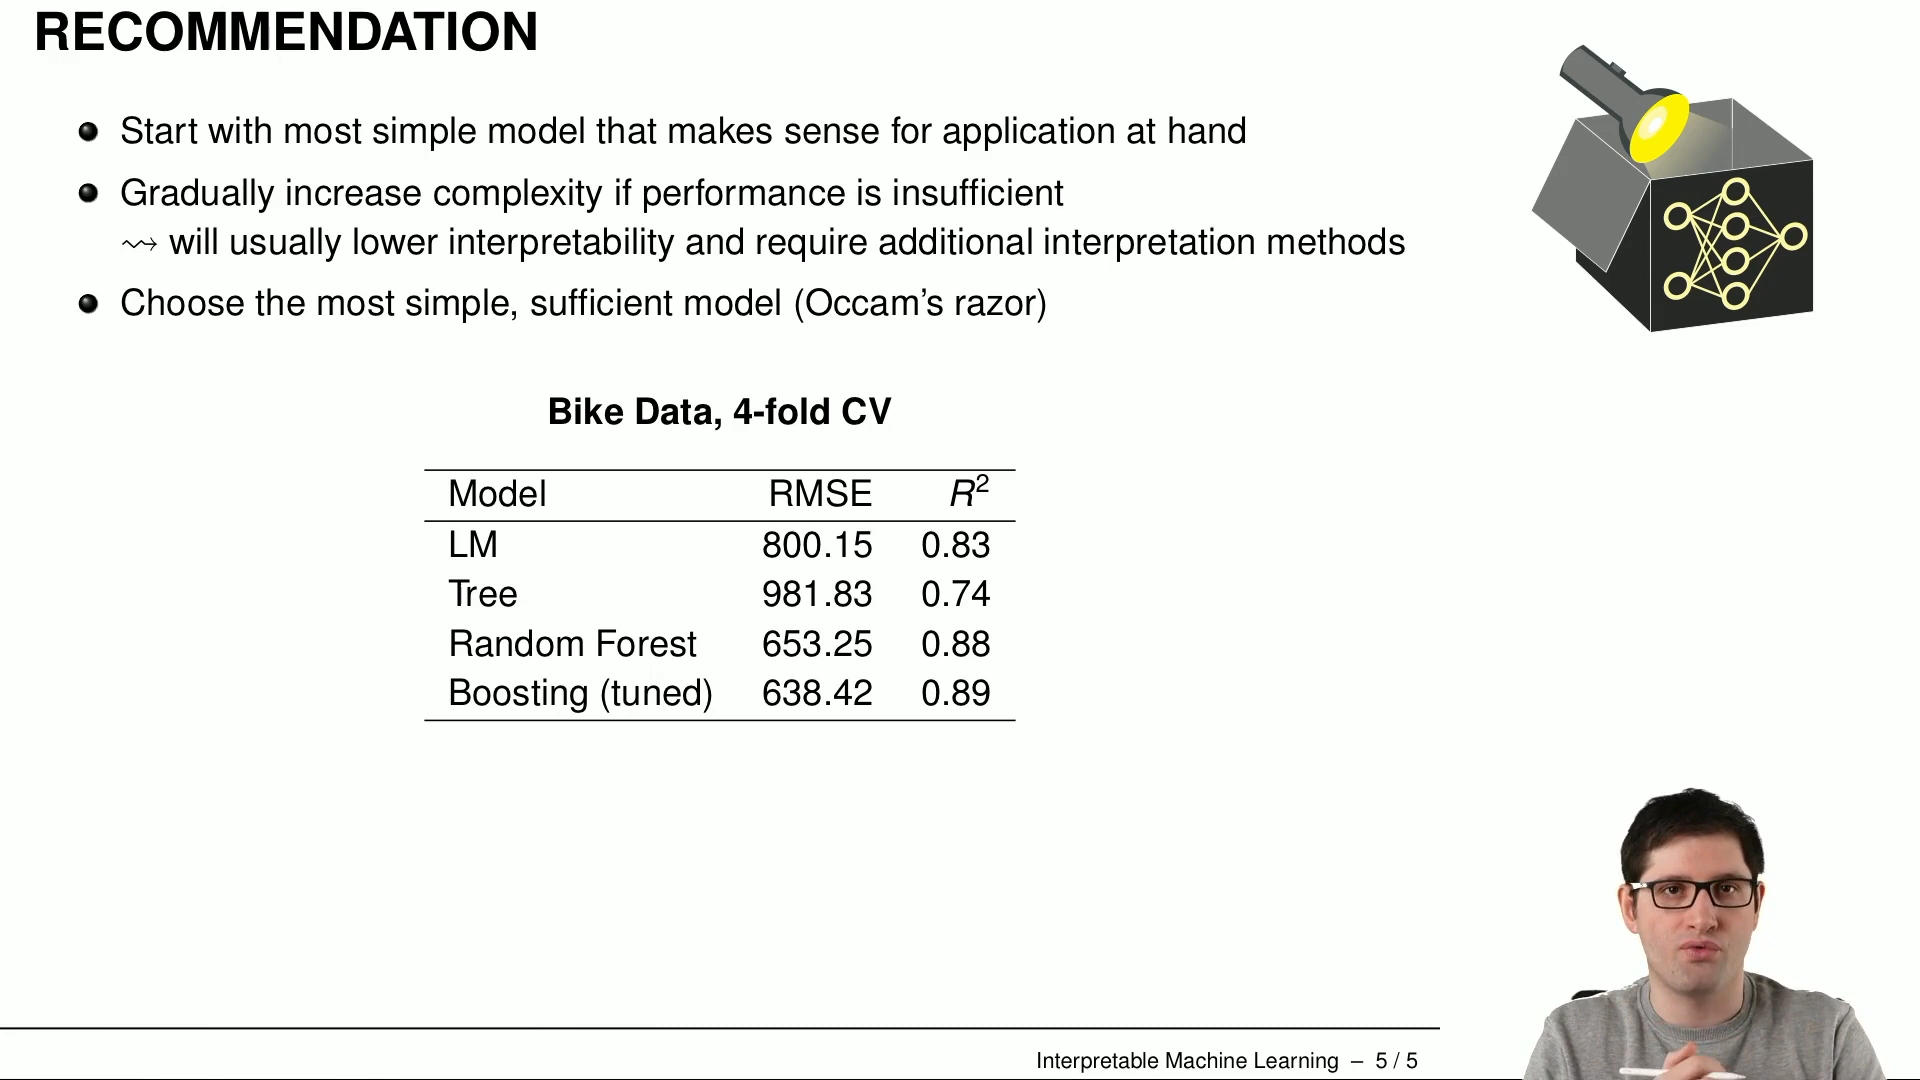 RECOMMENDATION
Start with most simple model that makes sense for application at hand
Gradually increase complexity if performance is insufficient
⇝ will usually lower interpretability and require additional interpretation methods
Choose the most simple, sufficient model (Occam's razor)
Bike Data, 4-fold CV
Model RMSE R²
LM 800.15 0.83
Tree 981.83 0.74
Random Forest 653.25 0.88
Boosting (tuned) 638.42 0.89
Interpretable Machine Learning – 5 / 5